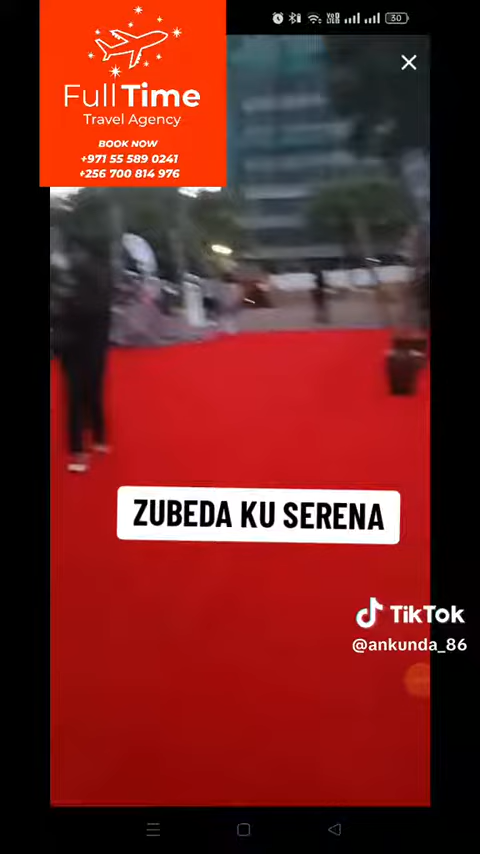 30
Full Time
Travel Agency
BOOK NOW
+971 55 589 0241
+256 700 814 976
ZUBEDA KU SERENA
TikTok
@ankunda_86